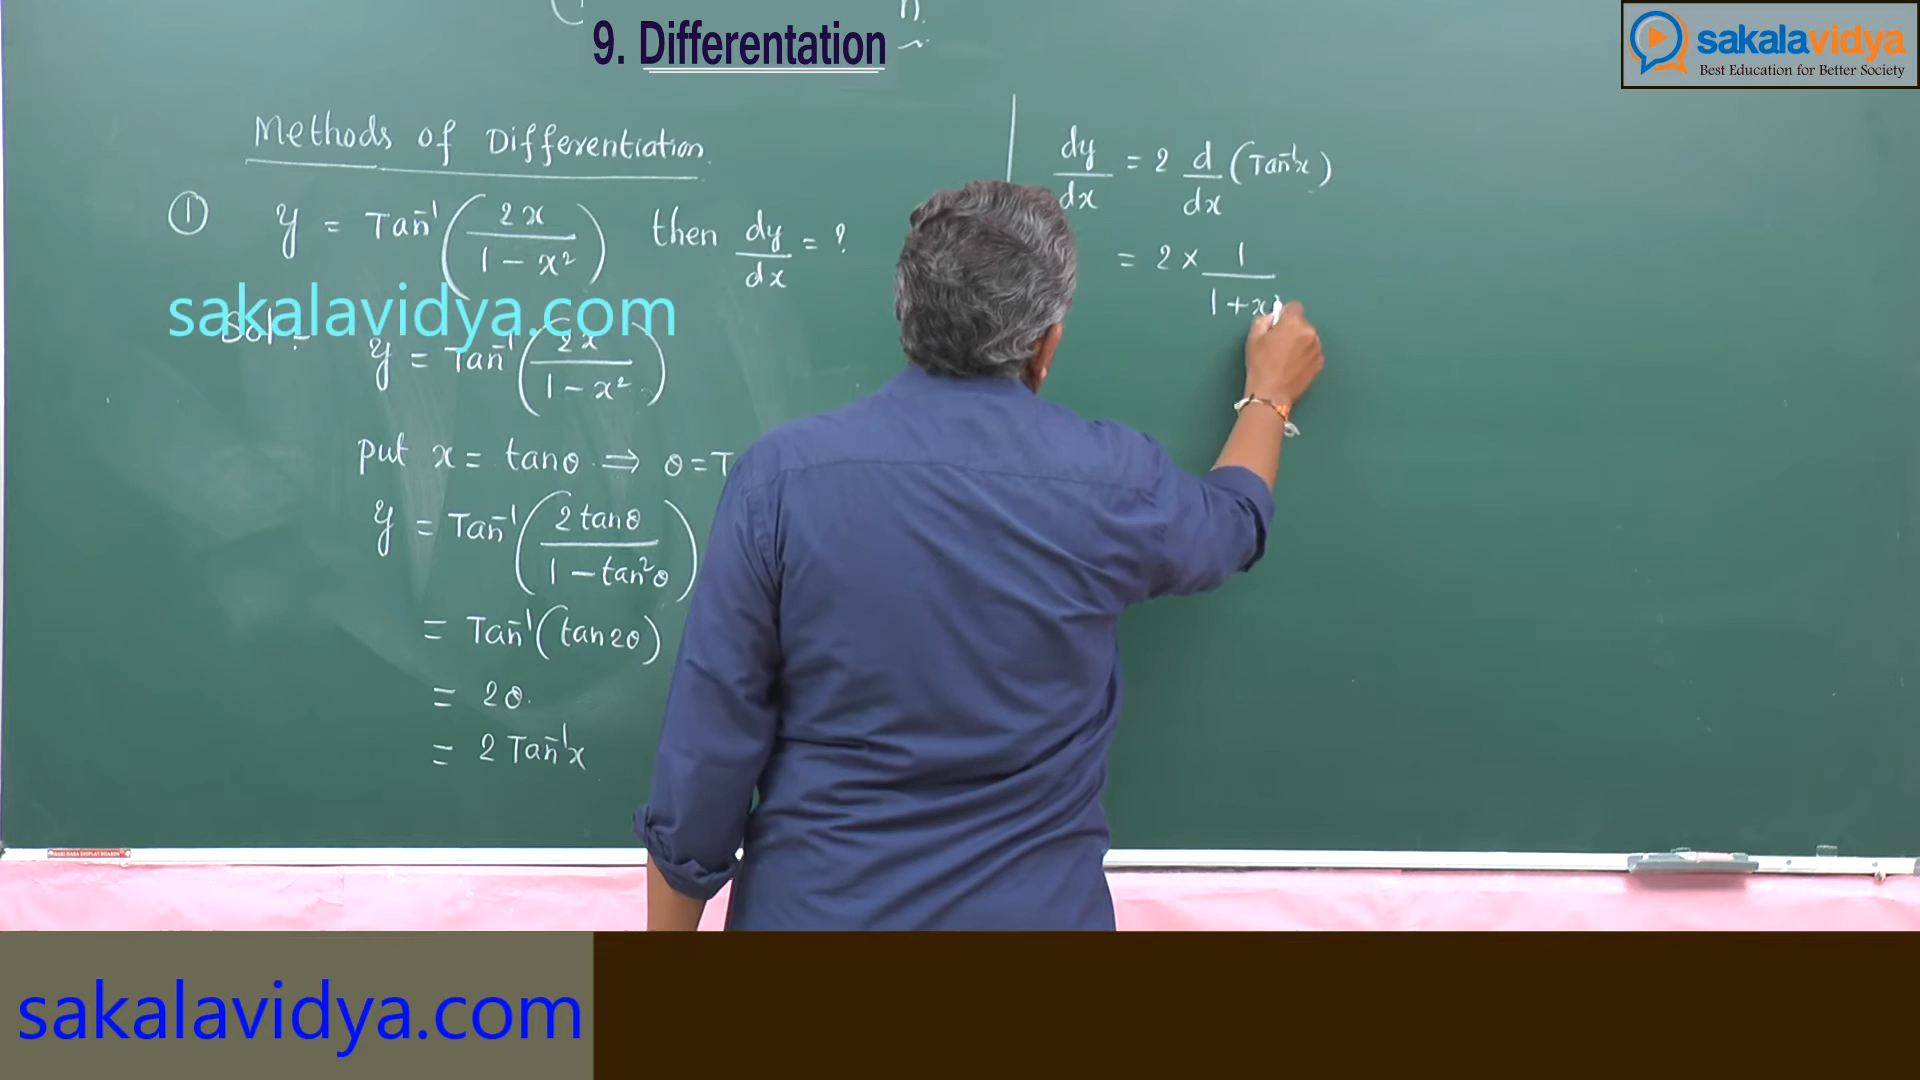 9. Differentation
sakalavidya
Best Education for Better Society
Methods of Differentiation
① y = Tan⁻¹(2x / 1 - x²) then dy/dx = ?
sakalavidya.com
Sol :-
y = Tan⁻¹(2x / 1 - x²)
put x = tanθ ⇒ θ = T
y = Tan⁻¹(2 tanθ / 1 - tan²θ)
= Tan⁻¹(tan2θ)
= 2θ.
= 2 Tan⁻¹x
dy/dx = 2 d/dx (Tan⁻¹x)
= 2 × 1 / 1 + x
sakalavidya.com